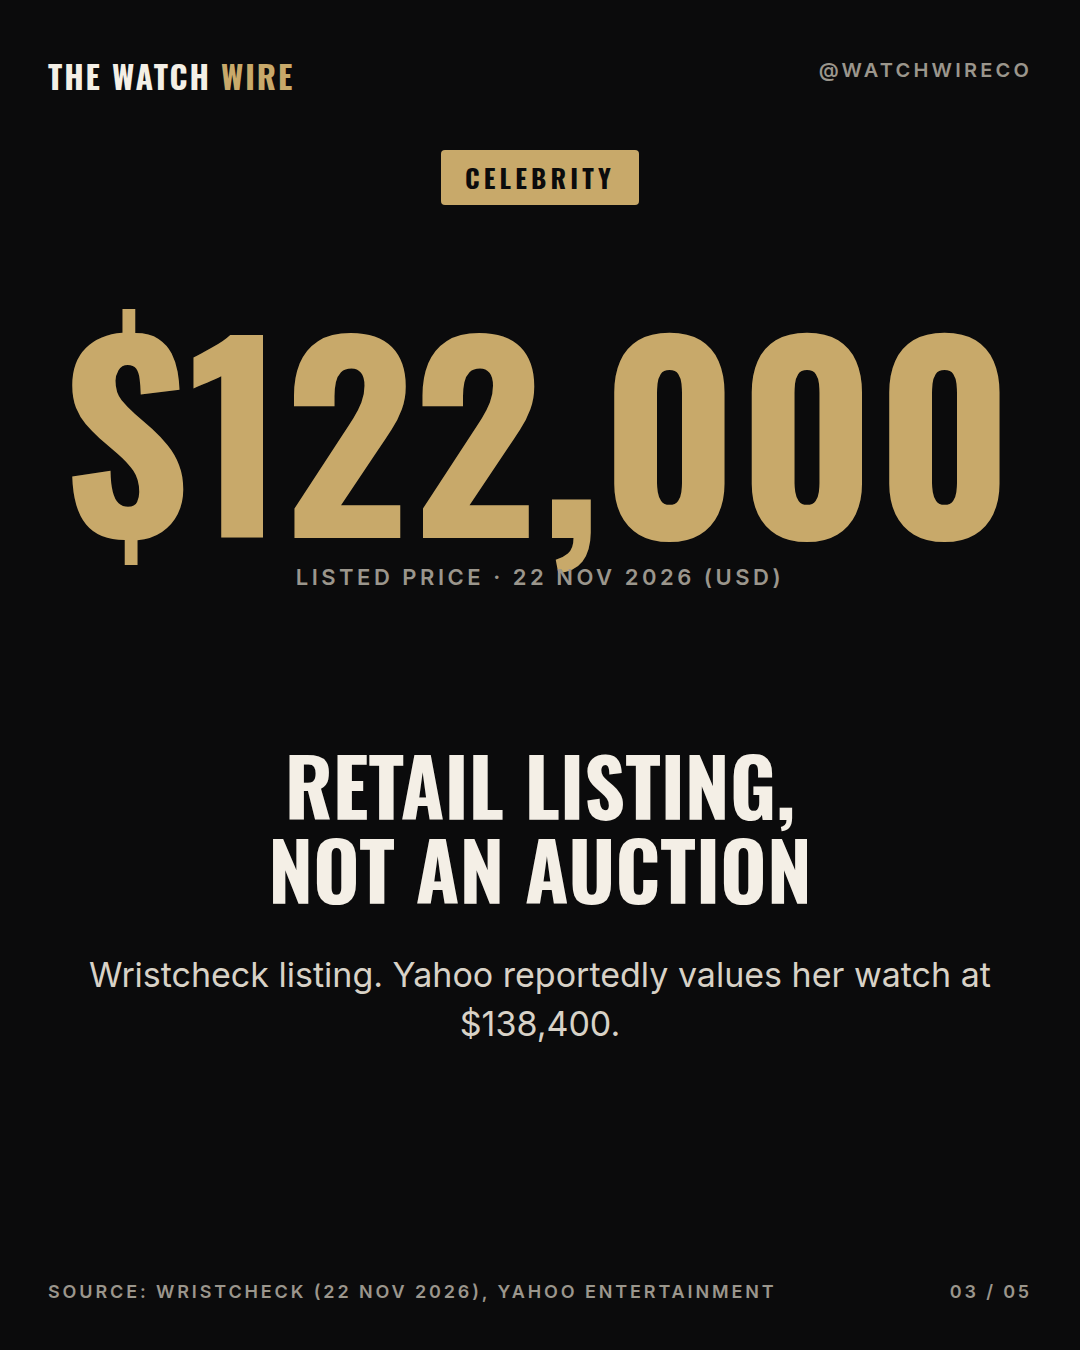 THE WATCH WIRE
@WATCHWIRECO
CELEBRITY
$122,000
LISTED PRICE · 22 NOV 2026 (USD)
RETAIL LISTING,
NOT AN AUCTION
Wristcheck listing. Yahoo reportedly values her watch at
$138,400.
SOURCE: WRISTCHECK (22 NOV 2026), YAHOO ENTERTAINMENT
03 / 05